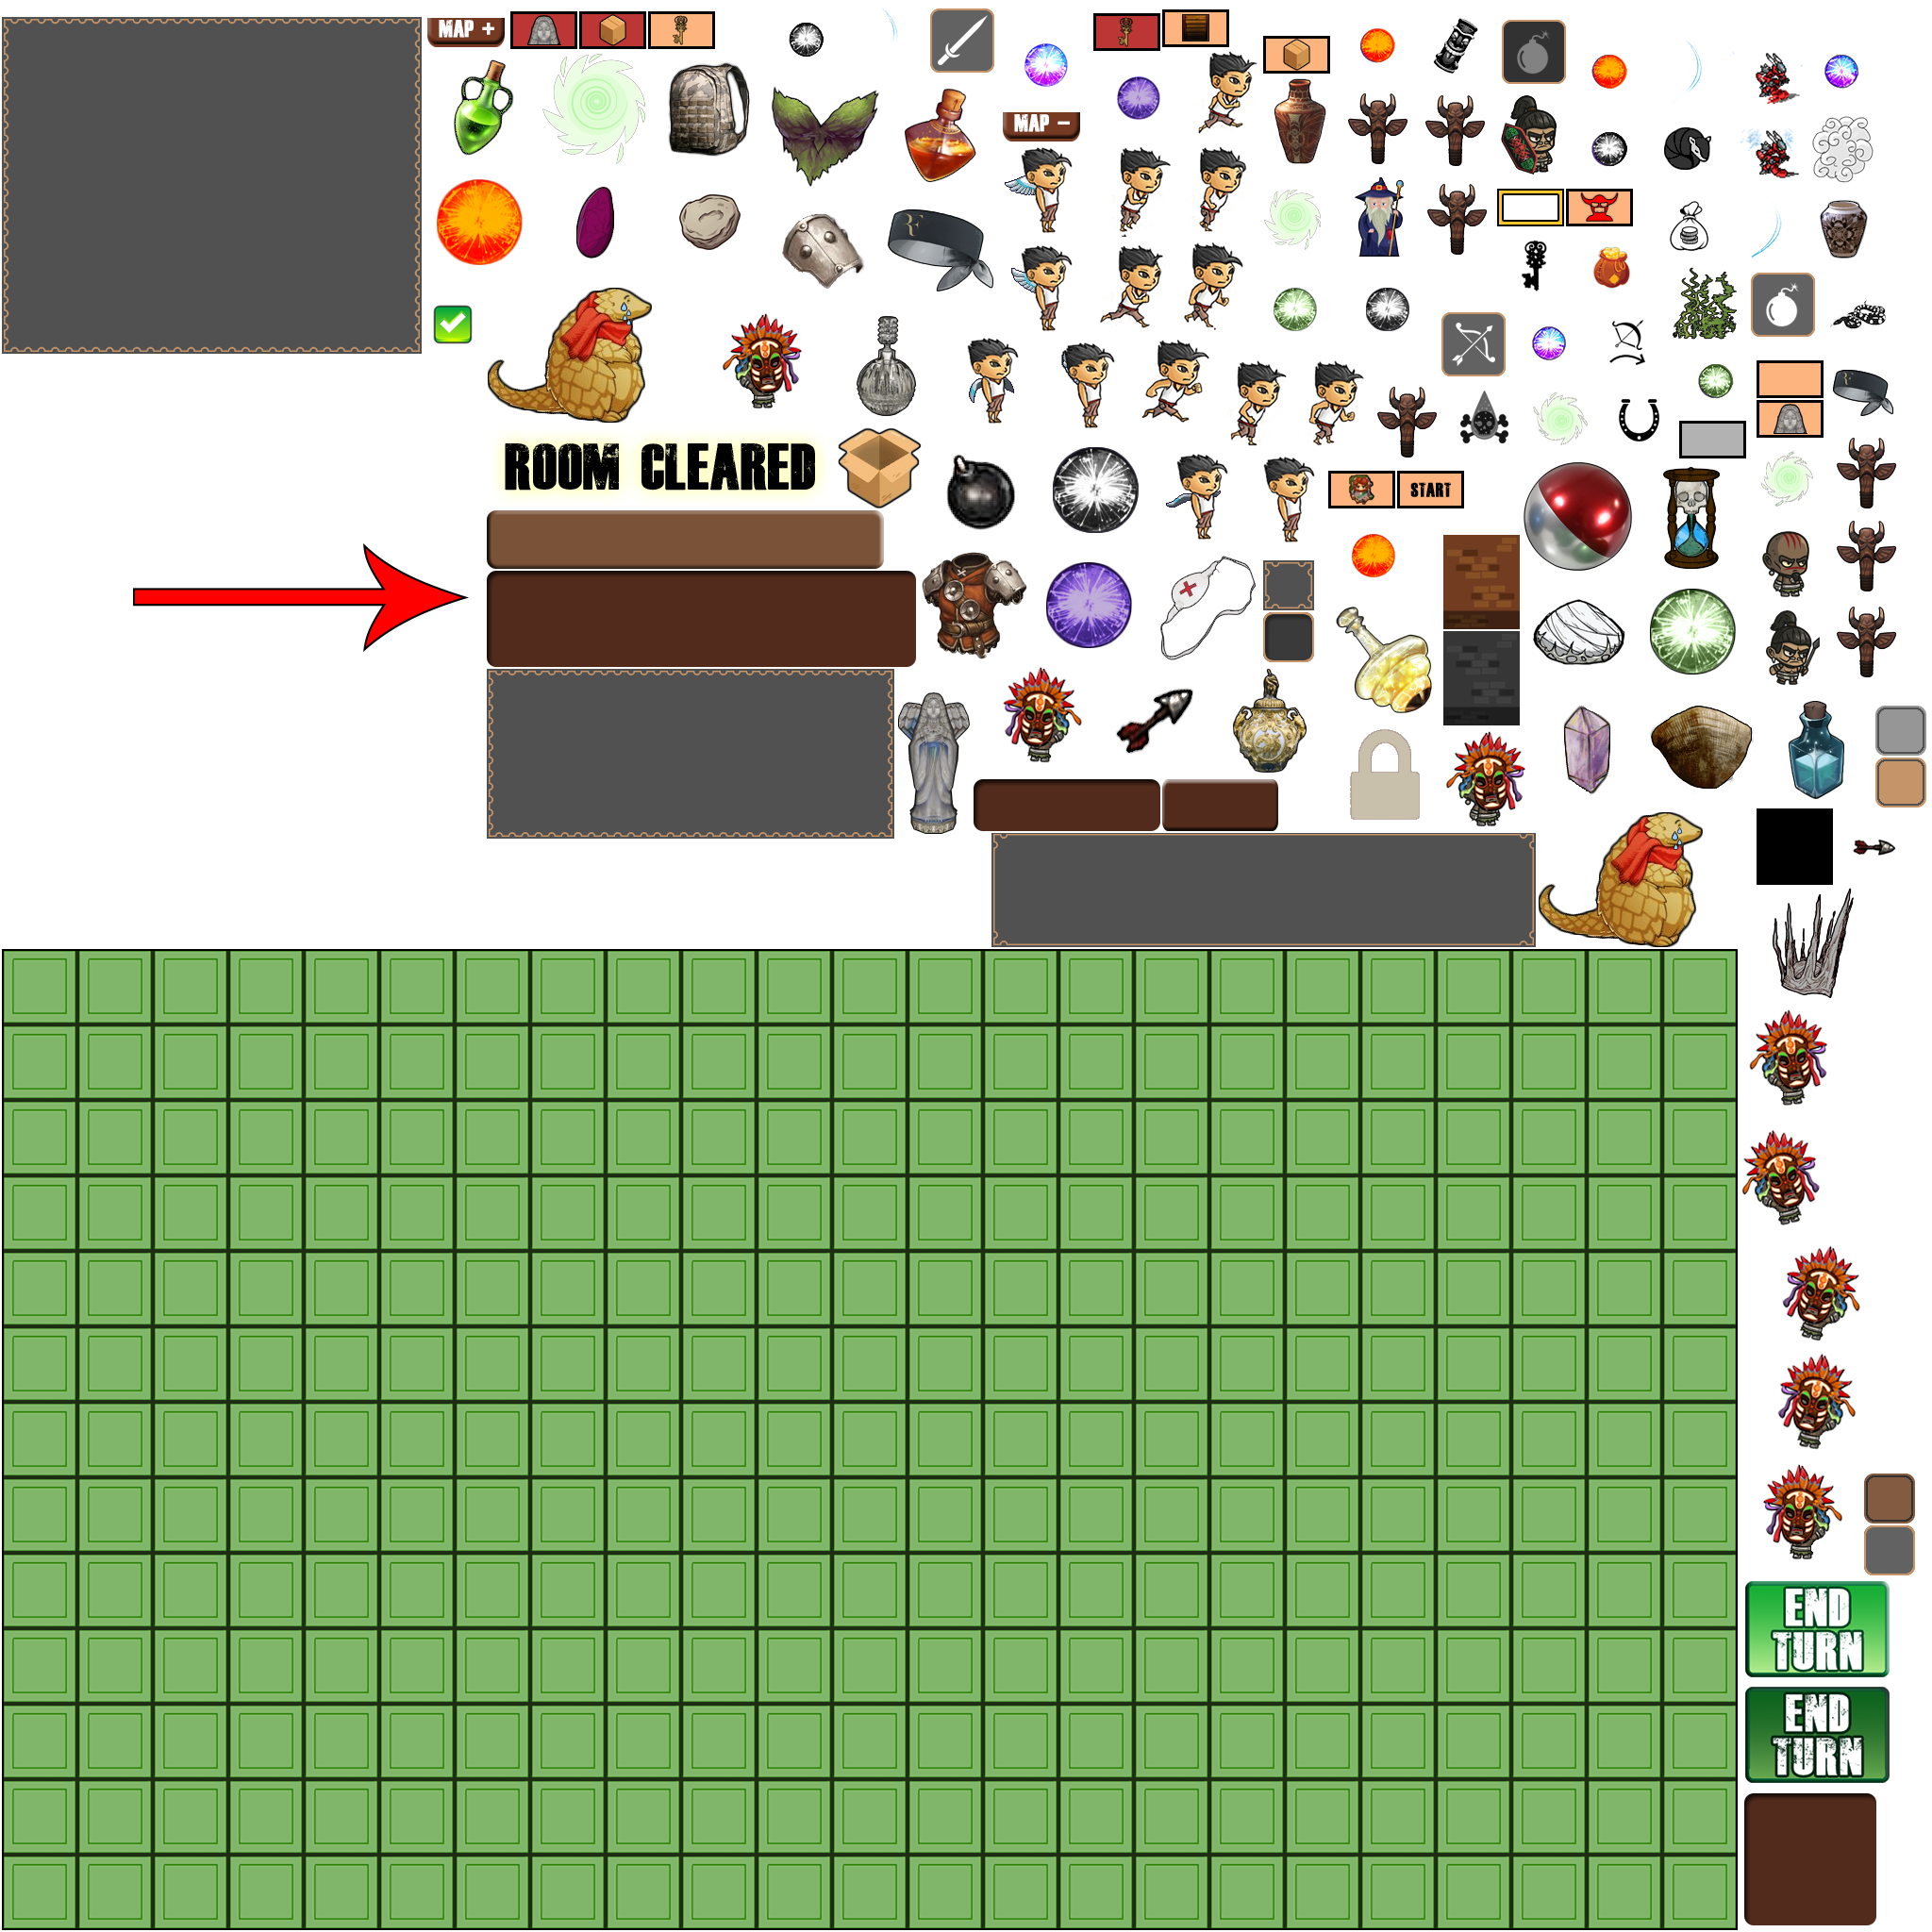 MAP +
MAP -
ROOM CLEARED
START
END
TURN
END
TURN